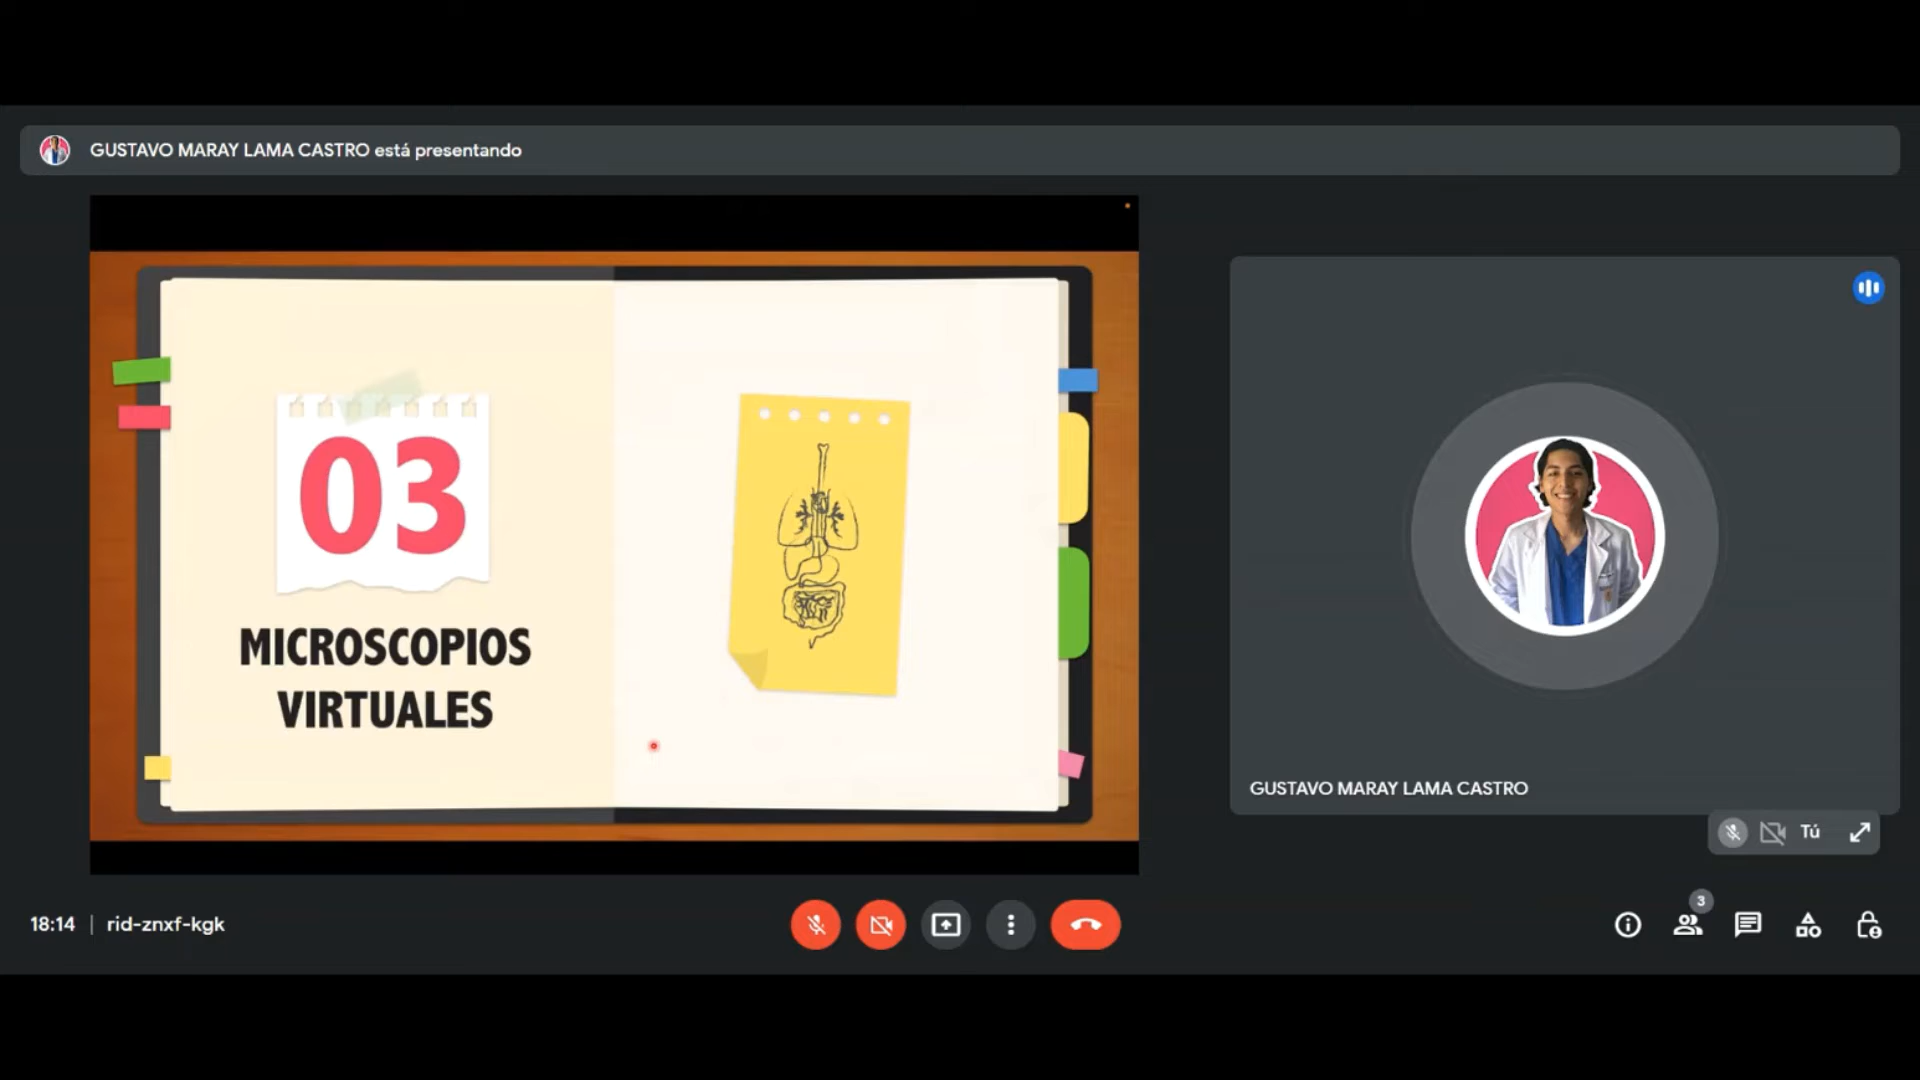 GUSTAVO MARAY LAMA CASTRO está presentando
03
MICROSCOPIOS
VIRTUALES
GUSTAVO MARAY LAMA CASTRO
Tú
18:14 | rid-znxf-kgk
3